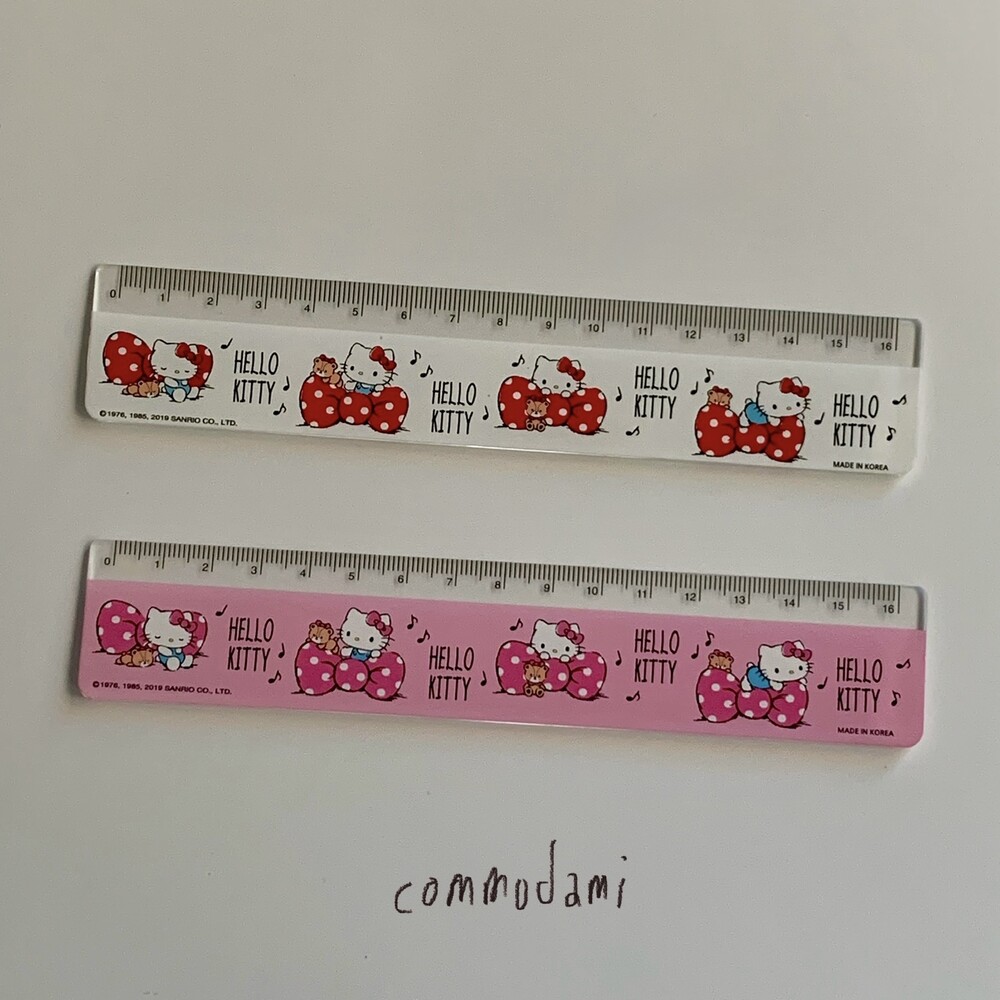 0 1 2 3 4 5 6 7 8 9 10 11 12 13 14 15 16
HELLO
KITTY
HELLO
KITTY
HELLO
KITTY
HELLO
KITTY
©1976, 1985, 2019 SANRIO CO., LTD.
MADE IN KOREA
0 1 2 3 4 5 6 7 8 9 10 11 12 13 14 15 16
HELLO
KITTY
HELLO
KITTY
HELLO
KITTY
HELLO
KITTY
©1976, 1985, 2019 SANRIO CO., LTD.
MADE IN KOREA
commodami